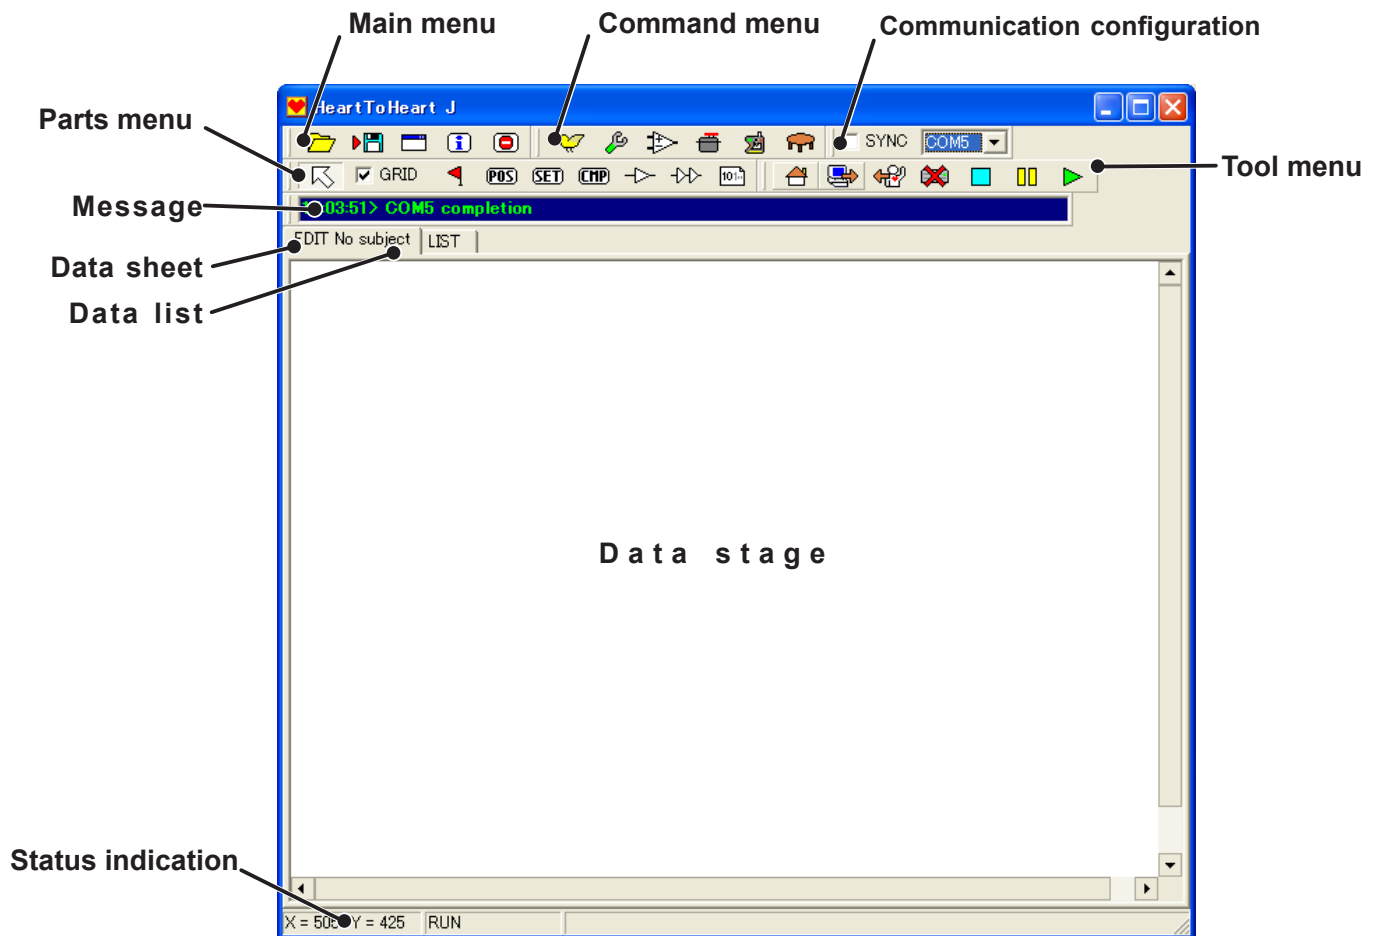 Main menu
Command menu
Communication configuration
Parts menu
HeartToHeart J
SYNC
COM5
GRID
POS
SET
CMP
101..
Tool menu
Message
03:51> COM5 completion
EDIT No subject
LIST
Data sheet
Data list
Data stage
Status indication
X = 505 Y = 425
RUN